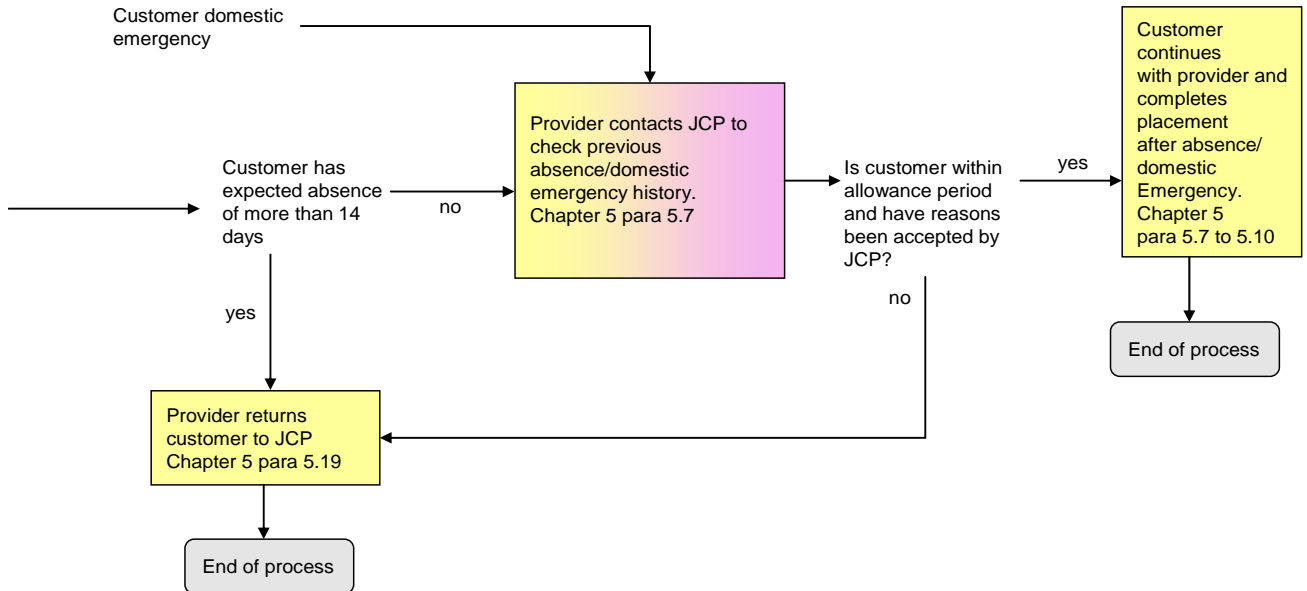 Customer domestic
emergency
Customer has
expected absence
of more than 14
days
no
yes
Provider contacts JCP to
check previous
absence/domestic
emergency history.
Chapter 5 para 5.7
Is customer within
allowance period
and have reasons
been accepted by
JCP?
yes
no
Customer
continues
with provider and
completes
placement
after absence/
domestic
Emergency.
Chapter 5
para 5.7 to 5.10
End of process
Provider returns
customer to JCP
Chapter 5 para 5.19
End of process